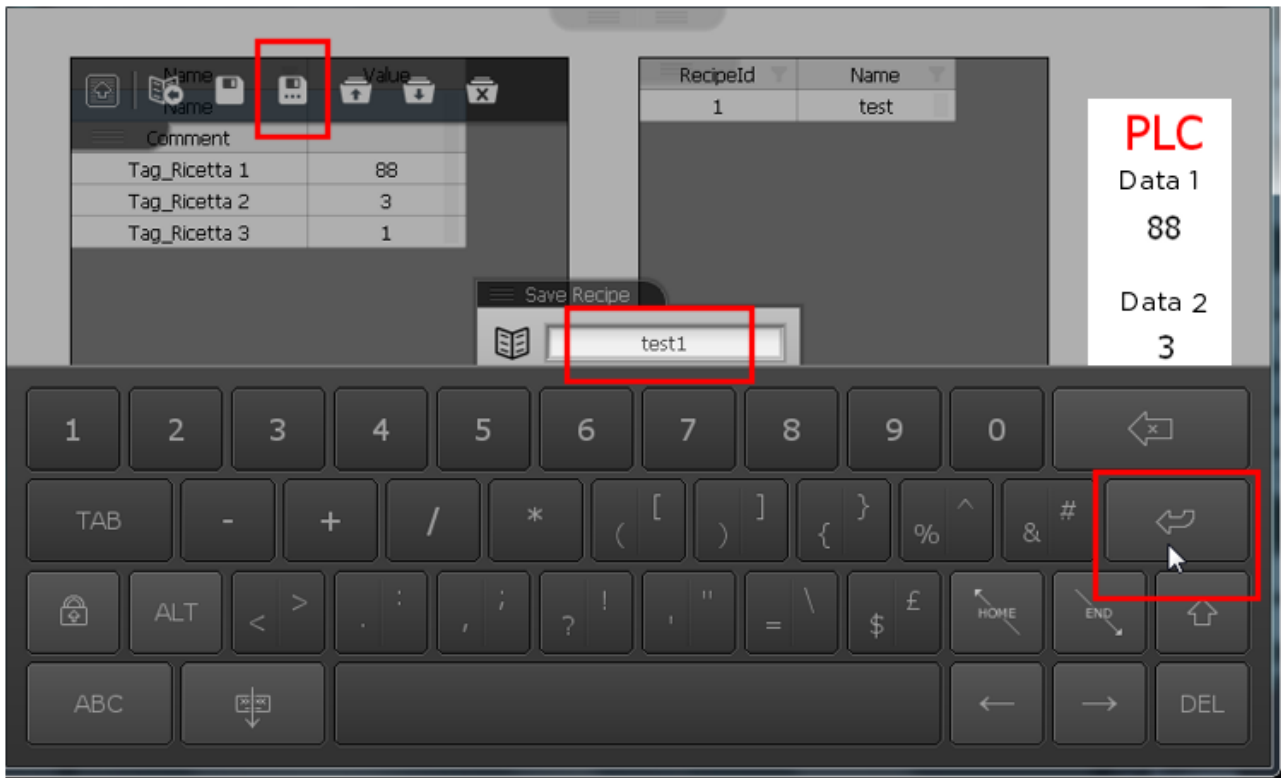 Name Value
Name
Comment
Tag_Ricetta 1 88
Tag_Ricetta 2 3
Tag_Ricetta 3 1
RecipeId Name
1 test
PLC
Data 1
88
Data 2
3
Save Recipe
test1
1 2 3 4 5 6 7 8 9 0
TAB - + / * ( [ ) ] { } % ^ & #
ALT < > . : , ; ? ! ' " = \ $ £ HOME END
ABC ← → DEL